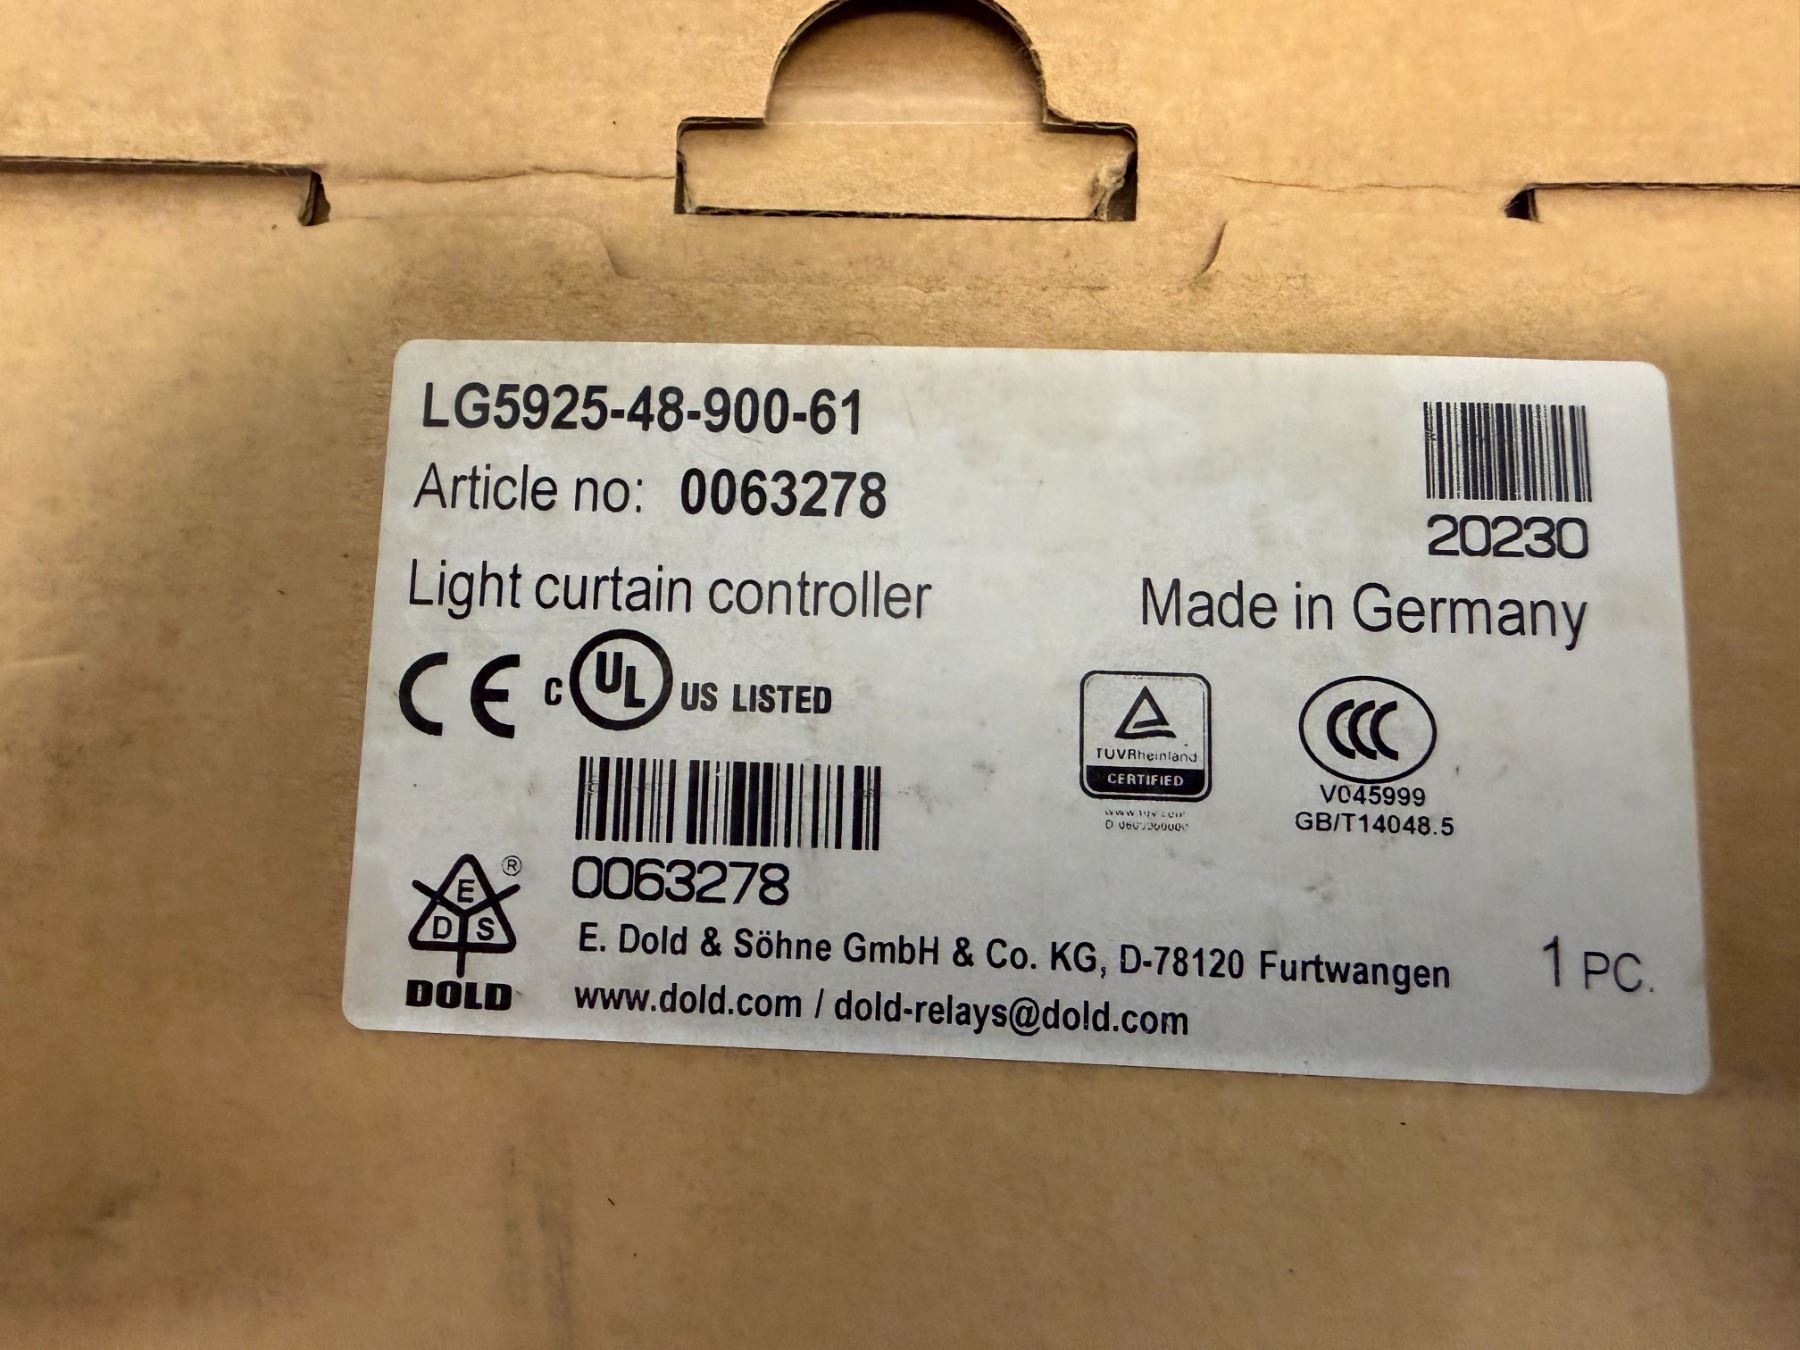 LG5925-48-900-61
Article no: 0063278
20230
Light curtain controller
Made in Germany
CE
C UL US LISTED
TÜVRheinland
CERTIFIED
CCC
V045999
GB/T14048.5
0063278
E D S ®
DOLD
E. Dold & Söhne GmbH & Co. KG, D-78120 Furtwangen
1 PC.
www.dold.com / dold-relays@dold.com